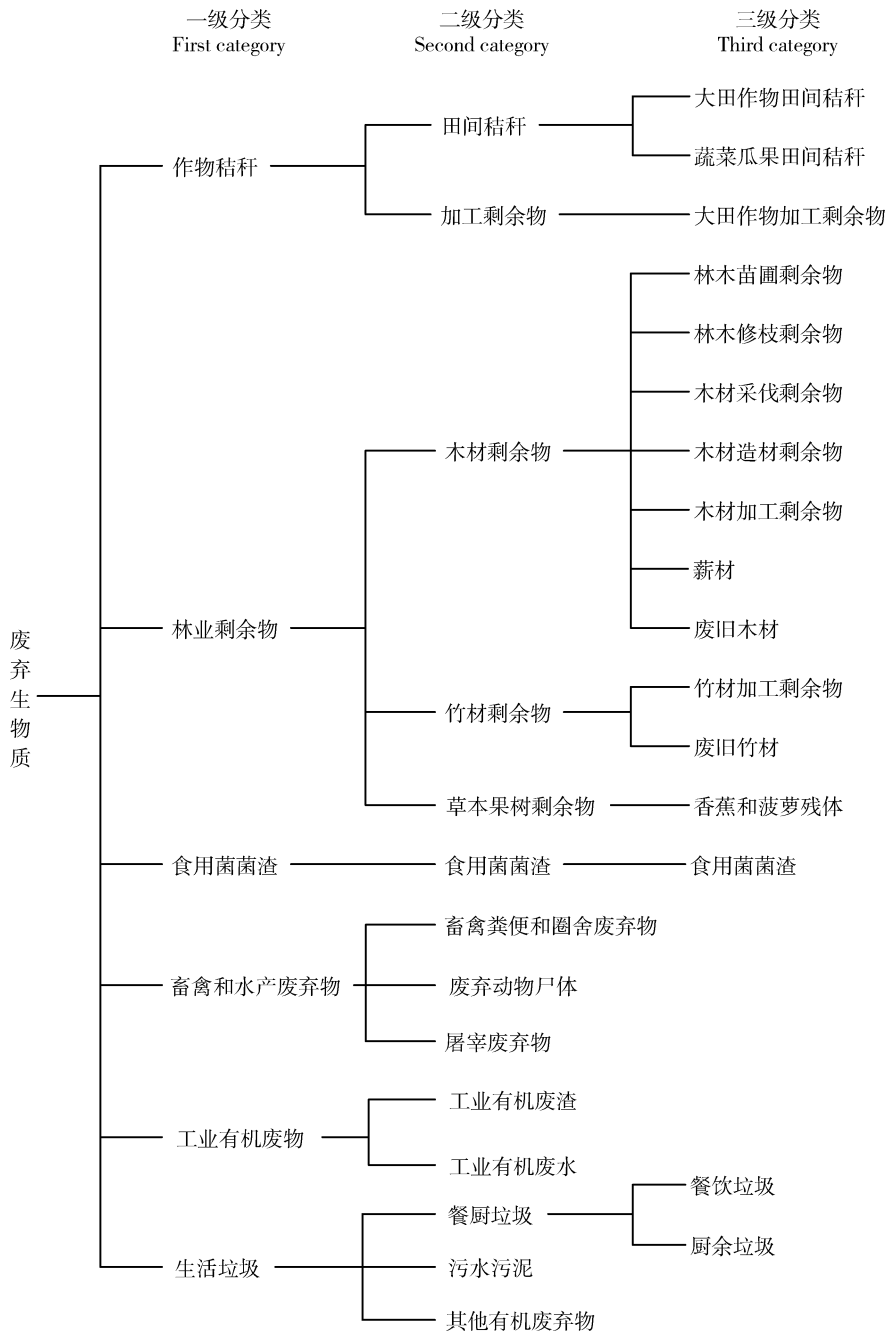 一级分类
First category
二级分类
Second category
三级分类
Third category
废弃生物质
作物秸秆
田间秸秆
大田作物田间秸秆
蔬菜瓜果田间秸秆
加工剩余物
大田作物加工剩余物
林业剩余物
木材剩余物
林木苗圃剩余物
林木修枝剩余物
木材采伐剩余物
木材造材剩余物
木材加工剩余物
薪材
废旧木材
竹材剩余物
竹材加工剩余物
废旧竹材
草本果树剩余物
香蕉和菠萝残体
食用菌菌渣
食用菌菌渣
食用菌菌渣
畜禽和水产废弃物
畜禽粪便和圈舍废弃物
废弃动物尸体
屠宰废弃物
工业有机废物
工业有机废渣
工业有机废水
生活垃圾
餐厨垃圾
餐饮垃圾
厨余垃圾
污水污泥
其他有机废弃物